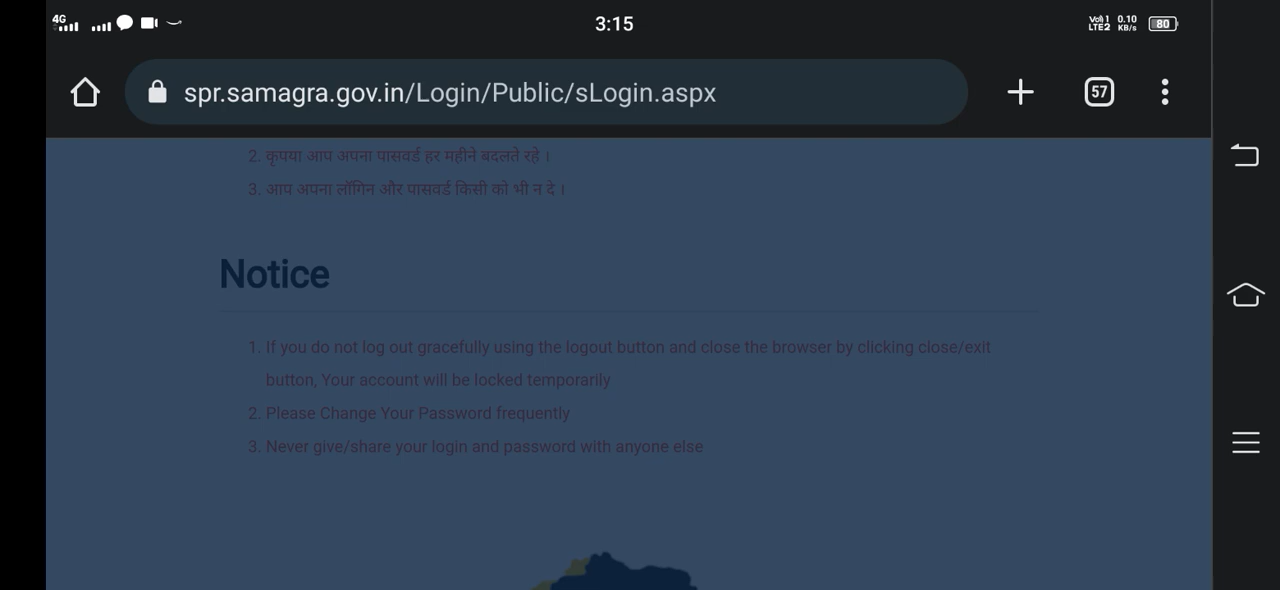 4G
3:15
Vo) 1 0.10
LTE2 KB/s
80
spr.samagra.gov.in/Login/Public/sLogin.aspx
57
2. कृपया आप अपना पासवर्ड हर महीने बदलते रहे ।
3. आप अपना लॉगिन और पासवर्ड किसी को भी न दे ।
Notice
1. If you do not log out gracefully using the logout button and close the browser by clicking close/exit
button, Your account will be locked temporarily
2. Please Change Your Password frequently
3. Never give/share your login and password with anyone else